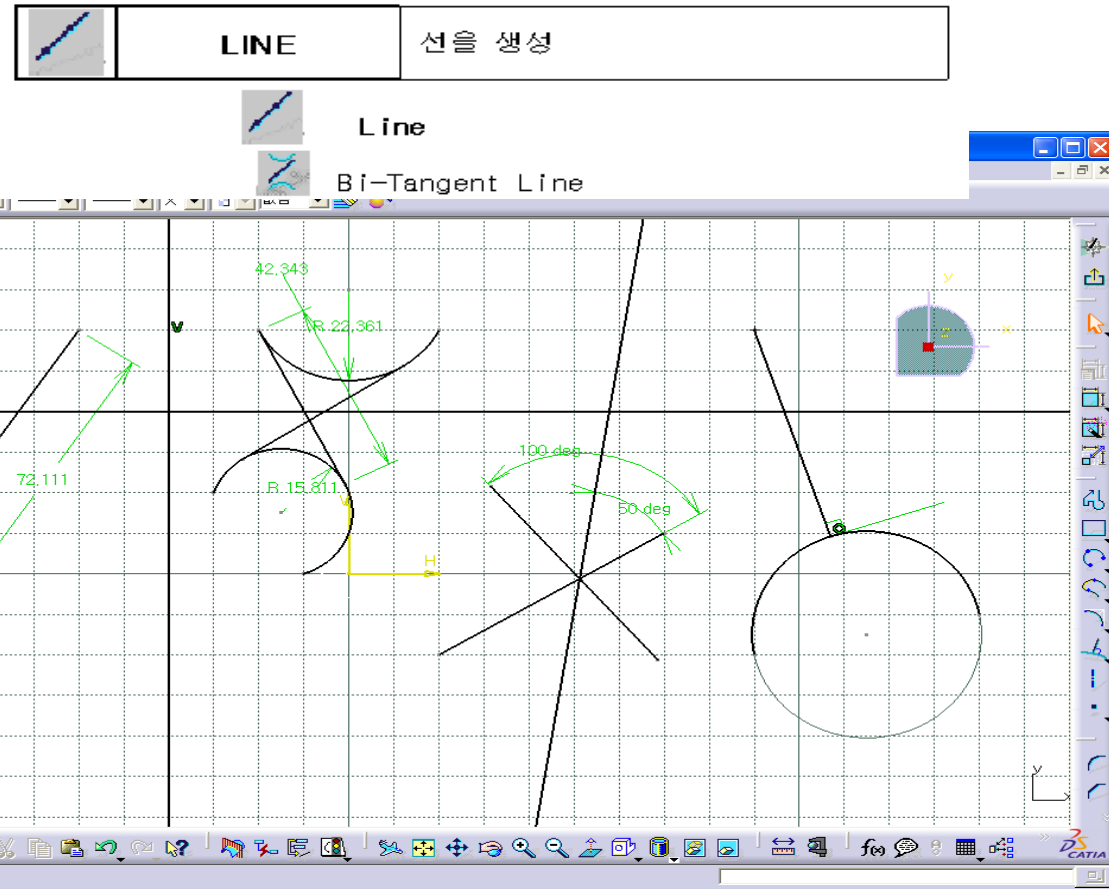 LINE 선을 생성
Line
Bi-Tangent Line
42,343
R 22,361
V
72,111
R 15,811
V
H
100 deg
50 deg
y
x
z
y
x
f(x)
CATIA